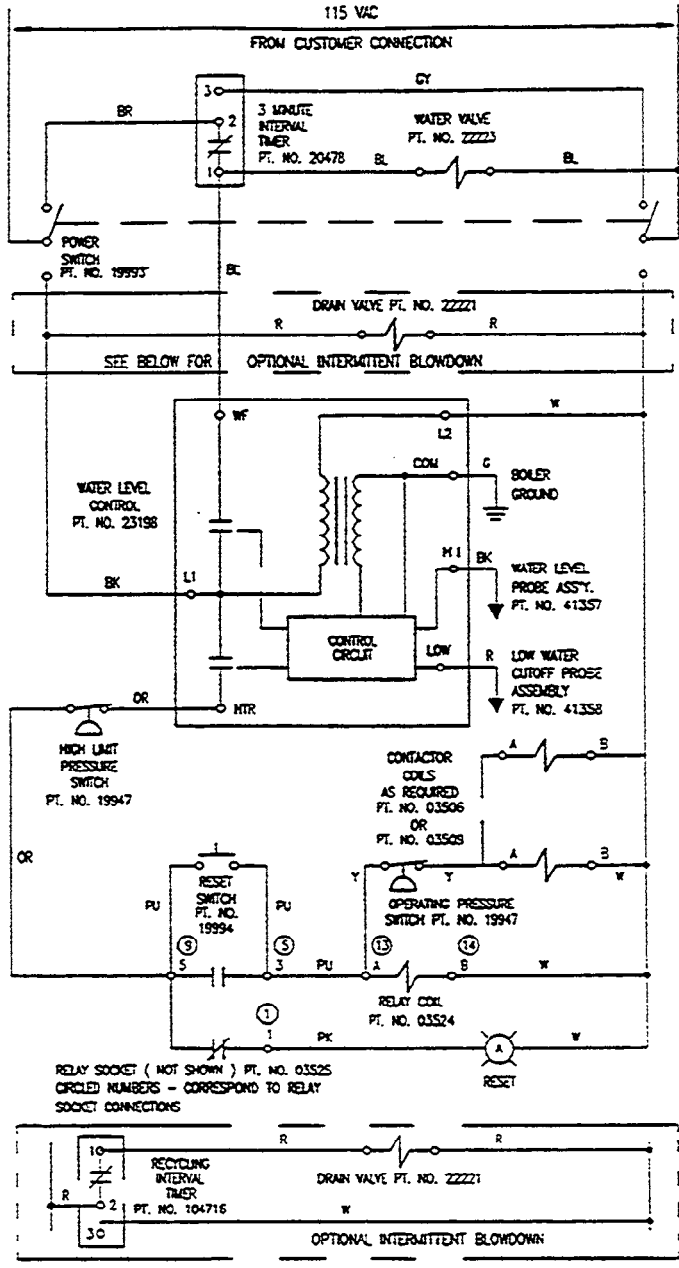 115 VAC
FROM CUSTOMER CONNECTION
3
GY
BR
2
3 MINUTE
INTERVAL
TIMER
PT. NO. 20478
WATER VALVE
PT. NO. 22223
1
BL
BL
POWER
SWITCH
PT. NO. 19993
BL
DRAIN VALVE PT. NO. 22221
R
R
SEE BELOW FOR OPTIONAL INTERMITTENT BLOWDOWN
WF
W
L2
COM
G
BOILER
GROUND
WATER LEVEL
CONTROL
PT. NO. 23198
M1
BK
WATER LEVEL
PROBE ASS'Y.
PT. NO. 41357
BK
L1
CONTROL
CIRCUIT
LOW
R
LOW WATER
CUTOFF PROBE
ASSEMBLY
PT. NO. 41358
OR
MTR
HIGH LIMIT
PRESSURE
SWITCH
PT. NO. 19947
CONTACTOR
COILS
AS REQUIRED
PT. NO. 03506
OR
PT. NO. 03509
A
B
OR
RESET
SWITCH
PT. NO.
19994
PU
PU
Y
Y
A
B
W
OPERATING PRESSURE
SWITCH PT. NO. 19947
9
5
5
3
PU
13
A
14
B
W
RELAY COIL
PT. NO. 03524
1
1
PK
A
W
RESET
RELAY SOCKET ( NOT SHOWN ) PT. NO. 03525
CIRCLED NUMBERS - CORRESPOND TO RELAY
SOCKET CONNECTIONS
1
R
R
RECYCLING
INTERVAL
TIMER
PT. NO. 104716
DRAIN VALVE PT. NO. 22221
R
2
W
3
OPTIONAL INTERMITTENT BLOWDOWN